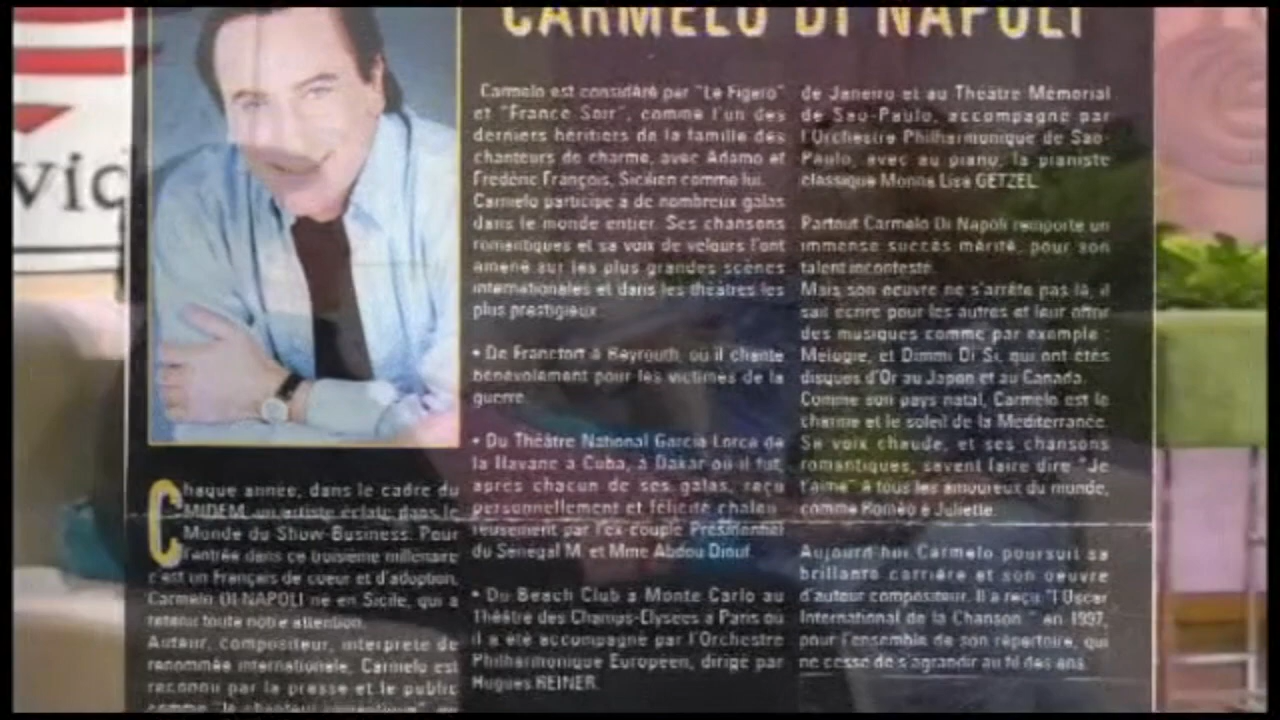 vic
CARMELO DI NAPOLI
Chaque année, dans le cadre du
MIDEM, un artiste éclate dans le
Monde du Show-Business. Pour
l'entrée dans ce troisième millénaire
c'est un Français de coeur et d'adoption,
Carmelo DI NAPOLI né en Sicile, qui a
retenu toute notre attention.
Auteur, compositeur, interprète de
renommée internationale, Carmelo est
reconnu par la presse et le public
comme "le chanteur romantique"
Carmelo est considéré par "Le Figaro"
et "France Soir", comme l'un des
derniers héritiers de la famille des
chanteurs de charme, avec Adamo et
Frédéric François, Sicilien comme lui.
Carmelo participe à de nombreux galas
dans le monde entier. Ses chansons
romantiques et sa voix de velours l'ont
amené sur les plus grandes scènes
internationales et dans les théâtres les
plus prestigieux
• De Francfort à Beyrouth, où il chante
bénévolement pour les victimes de la
guerre.
• Du Théâtre National Garcia Lorca de
la Havane à Cuba, à Dakar où il fut,
après chacun de ses galas, reçu
personnellement et félicité chaleu-
reusement par l'ex couple Présidentiel
du Sénégal M. et Mme Abdou Diouf.
• Du Beach Club à Monte Carlo au
Théâtre des Champs-Elysées à Paris où
il a été accompagné par l'Orchestre
Philharmonique Européen, dirigé par
Hugues REINER.
de Janeiro et au Théâtre Mémorial
de Sao-Paulo, accompagné par
l'Orchestre Philharmonique de Sao-
Paulo, avec au piano, la pianiste
classique Monna Lisa GETZEL.
Partout Carmelo Di Napoli remporte un
immense succès mérité, pour son
talent incontesté.
Mais son oeuvre ne s'arrête pas là, il
sait écrire pour les autres et leur offrir
des musiques comme par exemple :
Mélogie, et Dimmi Di Si, qui ont étés
disques d'Or au Japon et au Canada.
Comme son pays natal, Carmelo est le
charme et le soleil de la Méditerranée.
Sa voix chaude, et ses chansons
romantiques, savent faire dire "Je
t'aime" à tous les amoureux du monde,
comme Roméo à Juliette.
Aujourd'hui Carmelo poursuit sa
brillante carrière et son oeuvre
d'auteur compositeur. Il a reçu "l'Oscar
International de la Chanson" en 1997,
pour l'ensemble de son répertoire, qui
ne cesse de s'agrandir au fil des ans.